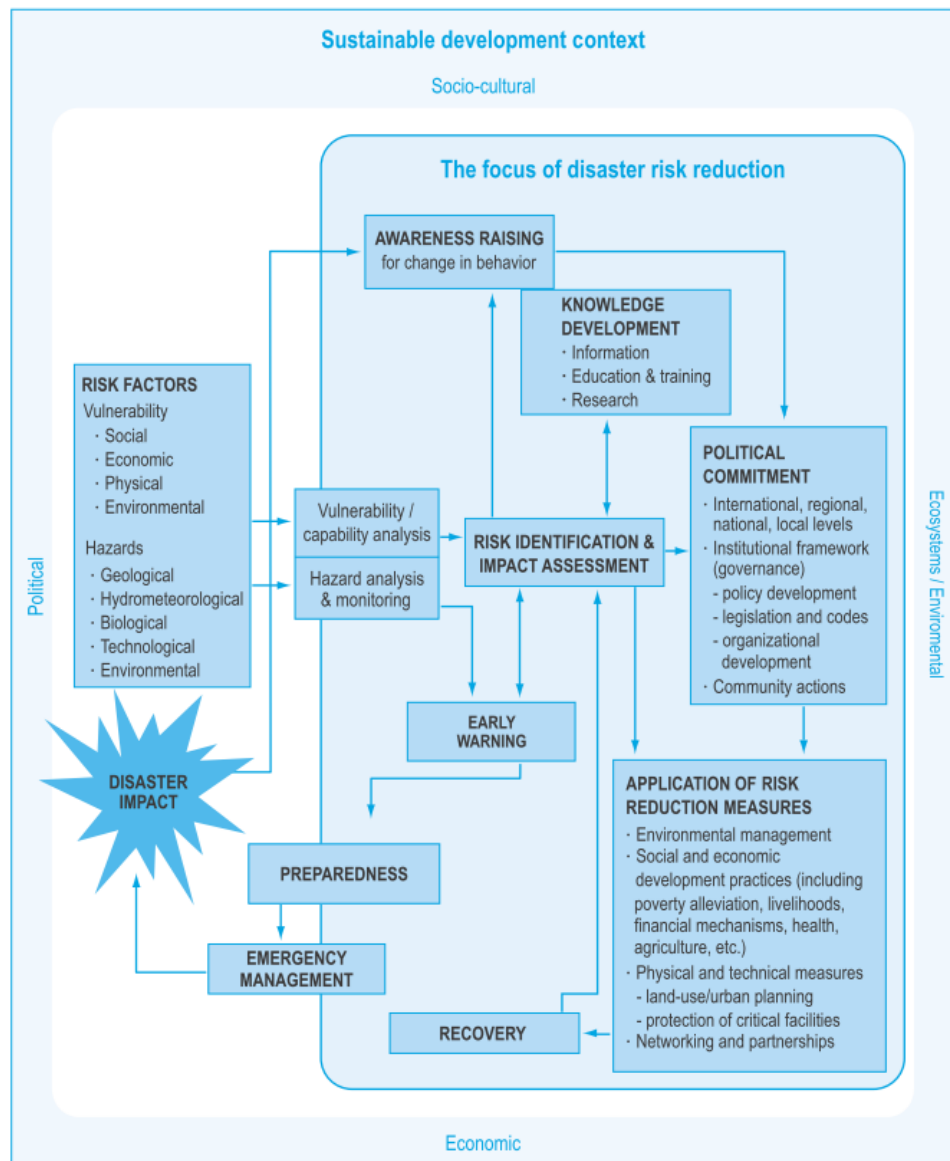 Sustainable development context
Socio-cultural
The focus of disaster risk reduction
AWARENESS RAISING
for change in behavior
KNOWLEDGE
DEVELOPMENT
· Information
· Education & training
· Research
RISK FACTORS
Vulnerability
· Social
· Economic
· Physical
· Environmental
Hazards
· Geological
· Hydrometeorological
· Biological
· Technological
· Environmental
Vulnerability /
capability analysis
Hazard analysis
& monitoring
RISK IDENTIFICATION &
IMPACT ASSESSMENT
POLITICAL
COMMITMENT
· International, regional,
national, local levels
· Institutional framework
(governance)
- policy development
- legislation and codes
- organizational
development
· Community actions
Political
Ecosystems / Enviromental
EARLY
WARNING
DISASTER
IMPACT
APPLICATION OF RISK
REDUCTION MEASURES
· Environmental management
· Social and economic
development practices (including
poverty alleviation, livelihoods,
financial mechanisms, health,
agriculture, etc.)
· Physical and technical measures
- land-use/urban planning
- protection of critical facilities
· Networking and partnerships
PREPAREDNESS
EMERGENCY
MANAGEMENT
RECOVERY
Economic